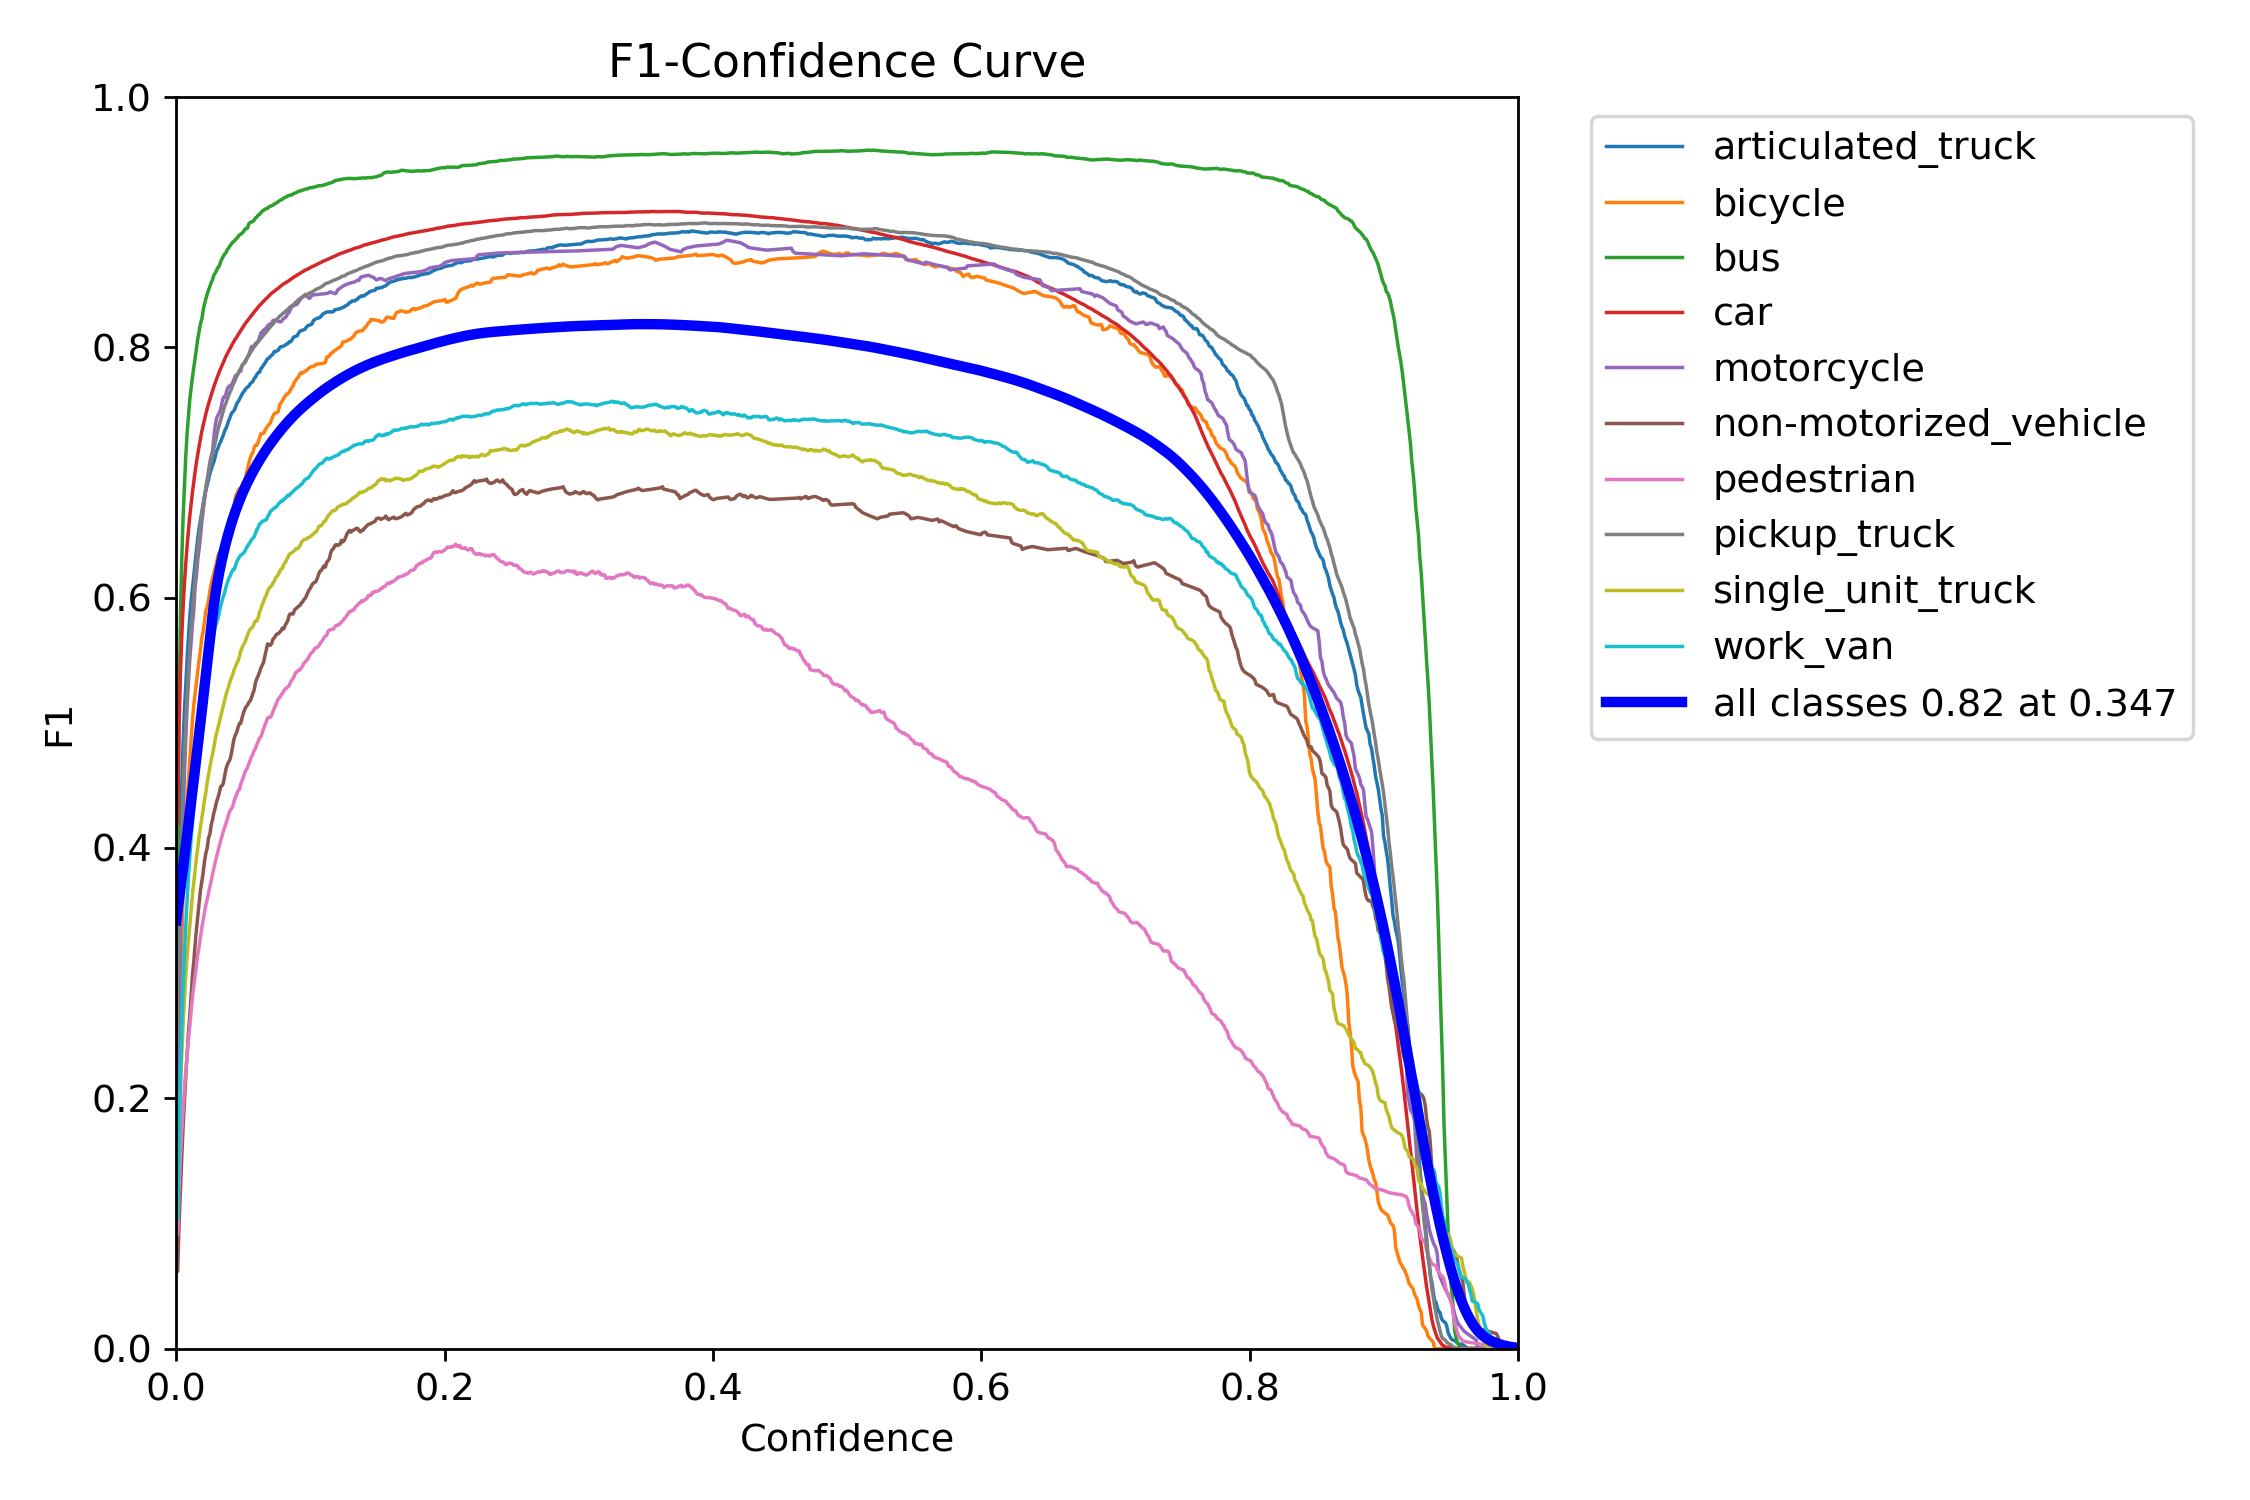 F1-Confidence Curve
1.0
0.8
0.6
0.4
0.2
0.0
F1
0.0 0.2 0.4 0.6 0.8 1.0
Confidence
articulated_truck
bicycle
bus
car
motorcycle
non-motorized_vehicle
pedestrian
pickup_truck
single_unit_truck
work_van
all classes 0.82 at 0.347